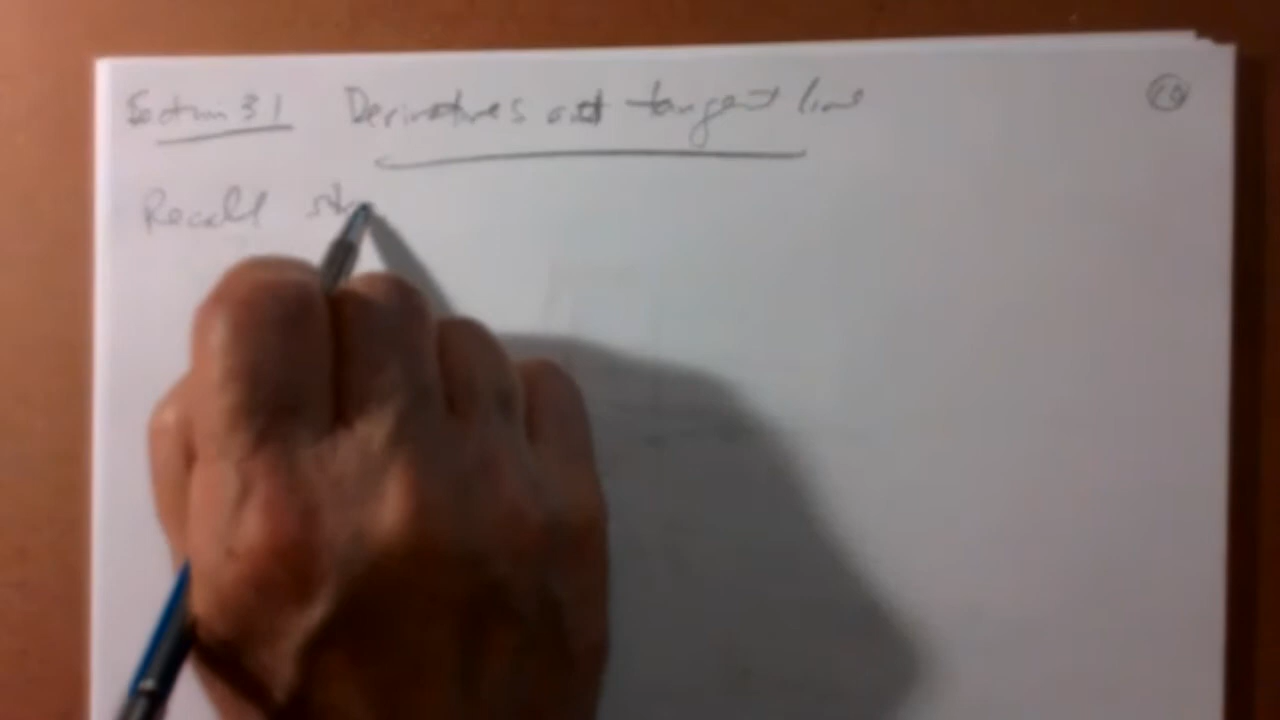 Section 3.1 Derivatives and tangent line
Recall